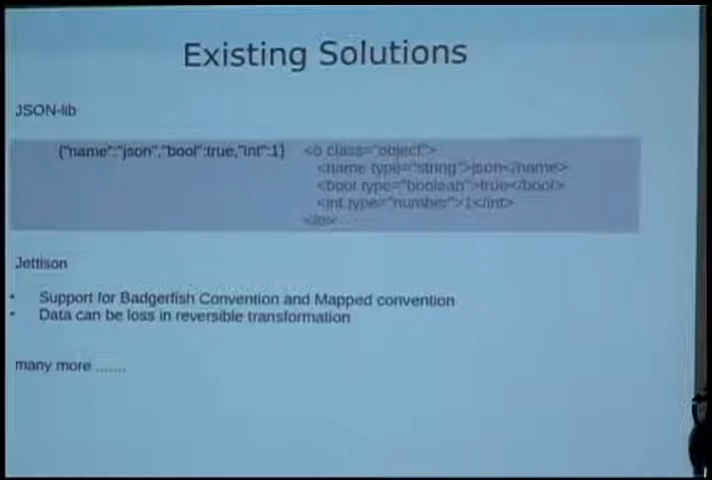 Existing Solutions
JSON-lib
{"name":"json","bool":true,"int":1} <o class="object">
<name type="string">json</name>
<bool type="boolean">true</bool>
<int type="number">1</int>
</o>
Jettison
• Support for Badgerfish Convention and Mapped convention
• Data can be loss in reversible transformation
many more .......